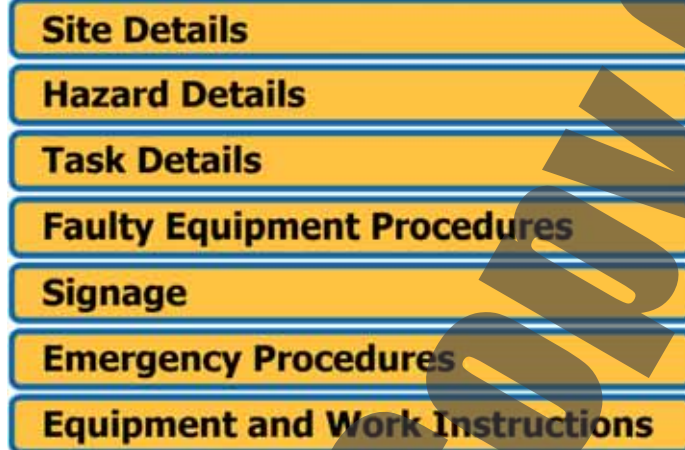 Site Details
Hazard Details
Task Details
Faulty Equipment Procedures
Signage
Emergency Procedures
Equipment and Work Instructions